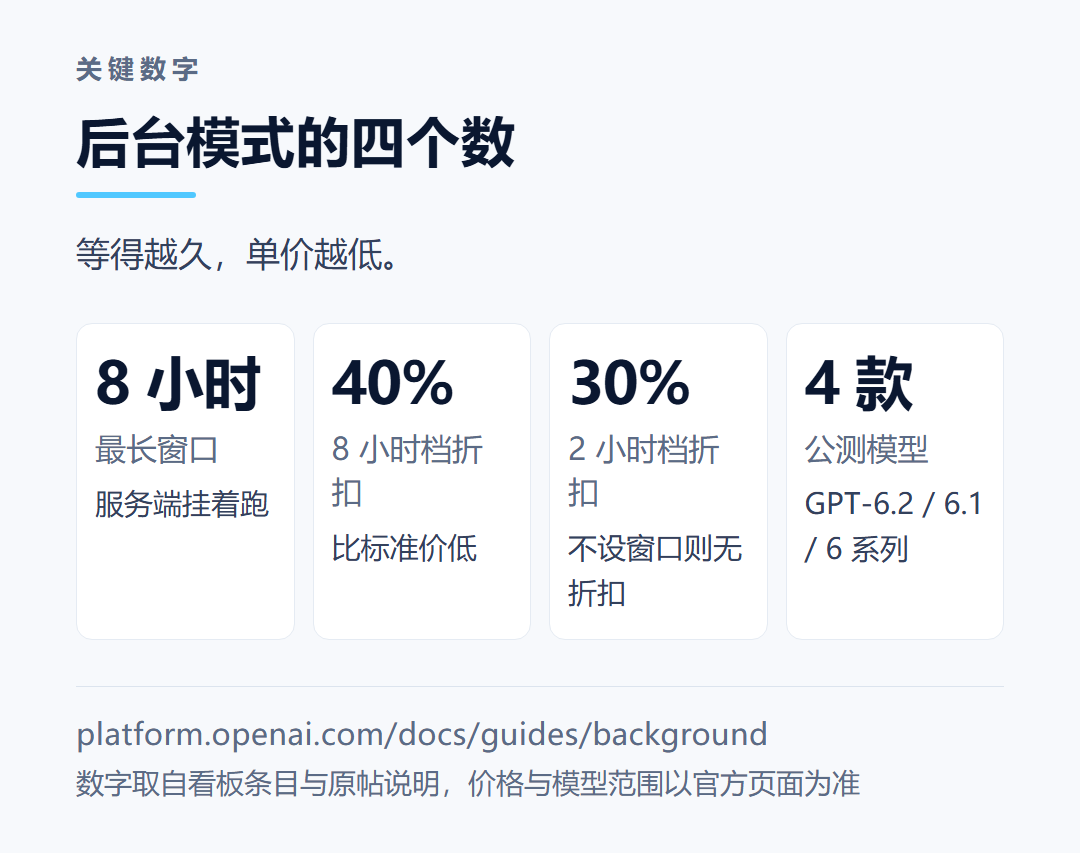 关键数字
后台模式的四个数
等得越久，单价越低。
8 小时
最长窗口
服务端挂着跑
40%
8 小时档折
扣
比标准价低
30%
2 小时档折
扣
不设窗口则无
折扣
4 款
公测模型
GPT-6.2 / 6.1
/ 6 系列
platform.openai.com/docs/guides/background
数字取自看板条目与原帖说明，价格与模型范围以官方页面为准